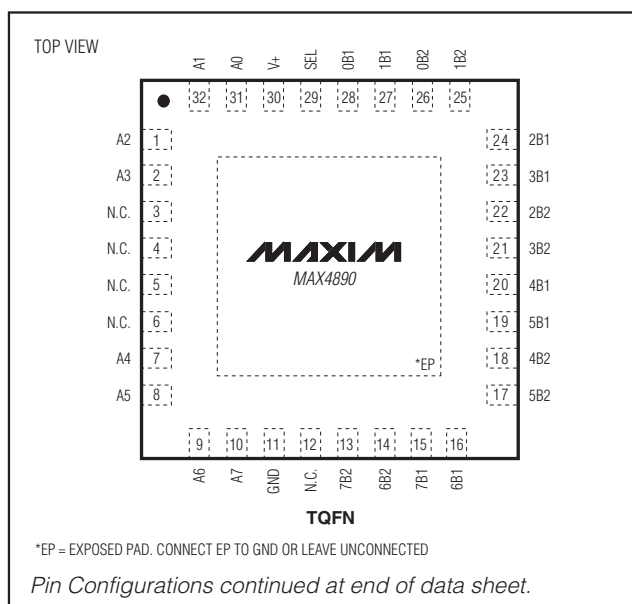 TOP VIEW
A1 A0 V+ SEL 0B1 1B1 0B2 1B2
32 31 30 29 28 27 26 25
A2 1 24 2B1
A3 2 23 3B1
N.C. 3 22 2B2
N.C. 4 21 3B2
N.C. 5 20 4B1
N.C. 6 19 5B1
A4 7 18 4B2
A5 8 17 5B2
MAXIM
MAX4890
*EP
9 10 11 12 13 14 15 16
A6 A7 GND N.C. 7B2 6B2 7B1 6B1
TQFN
*EP = EXPOSED PAD. CONNECT EP TO GND OR LEAVE UNCONNECTED
Pin Configurations continued at end of data sheet.